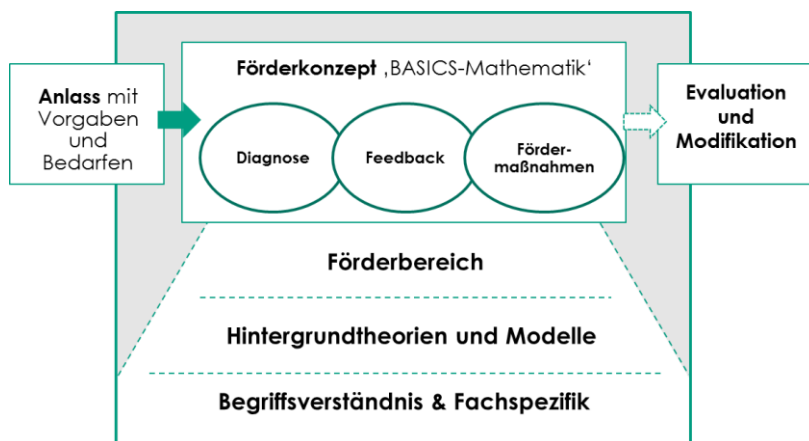 Anlass mit
Vorgaben
und
Bedarfen
Förderkonzept ‚BASICS-Mathematik‘
Diagnose
Feedback
Förder-
maßnahmen
Evaluation
und
Modifikation
Förderbereich
Hintergrundtheorien und Modelle
Begriffsverständnis & Fachspezifik